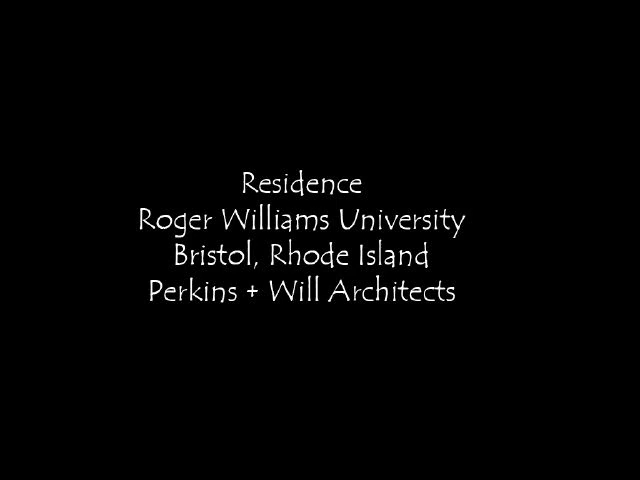 Residence
Roger Williams University
Bristol, Rhode Island
Perkins + Will Architects